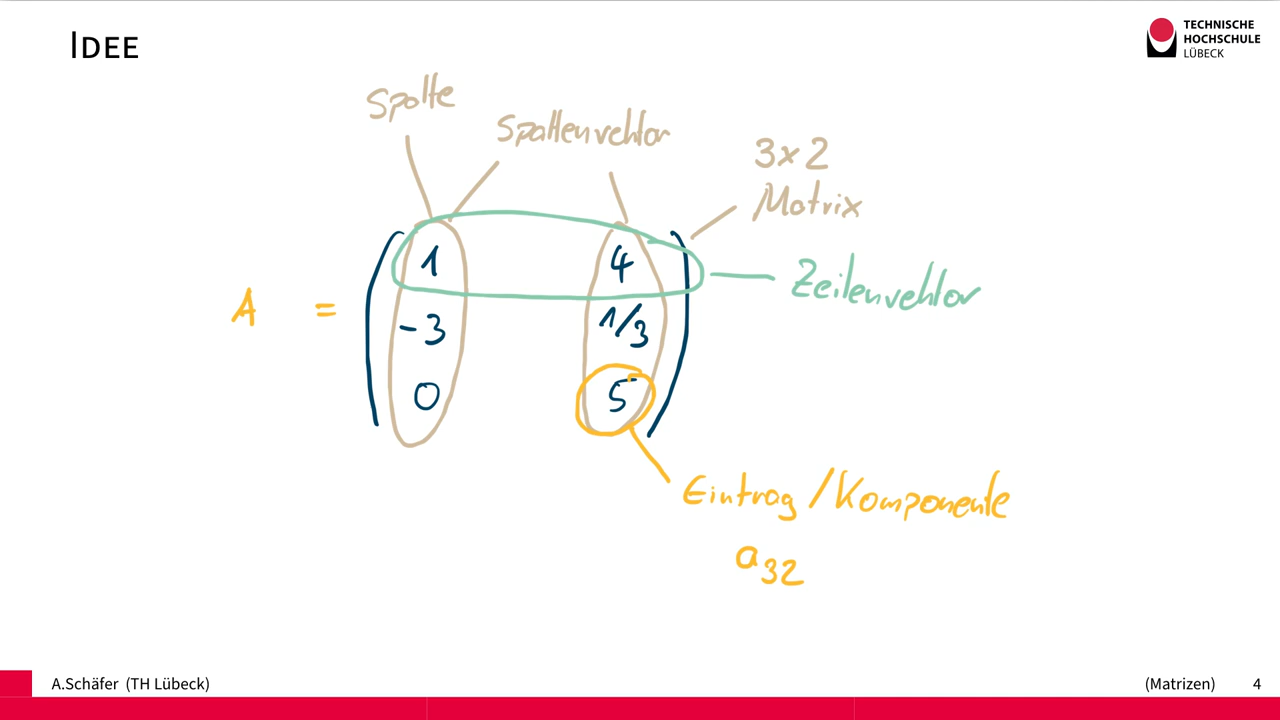 IDEE
TECHNISCHE
HOCHSCHULE
LÜBECK
Spalte
Spaltenvektor
3x2
Matrix
1 4
Zeilenvektor
A =
-3 1/3
0 5
Eintrag/Komponente
a32
A.Schäfer (TH Lübeck)
(Matrizen) 4